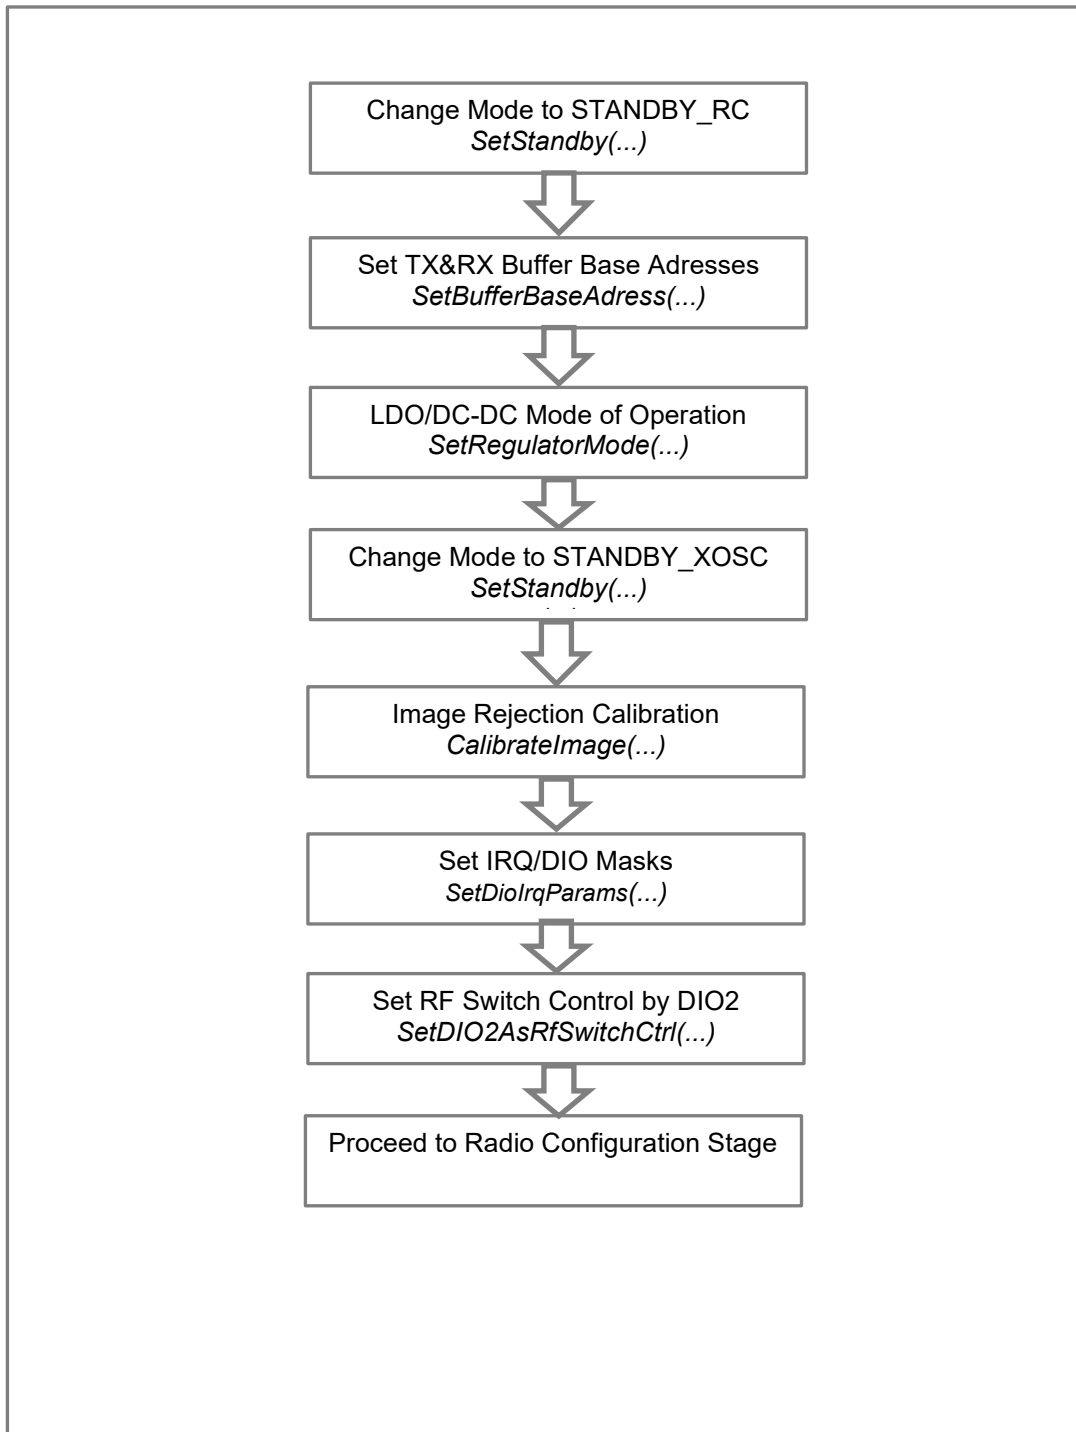 Change Mode to STANDBY_RC
SetStandby(...)
Set TX&RX Buffer Base Adresses
SetBufferBaseAdress(...)
LDO/DC-DC Mode of Operation
SetRegulatorMode(...)
Change Mode to STANDBY_XOSC
SetStandby(...)
Image Rejection Calibration
CalibrateImage(...)
Set IRQ/DIO Masks
SetDioIrqParams(...)
Set RF Switch Control by DIO2
SetDIO2AsRfSwitchCtrl(...)
Proceed to Radio Configuration Stage